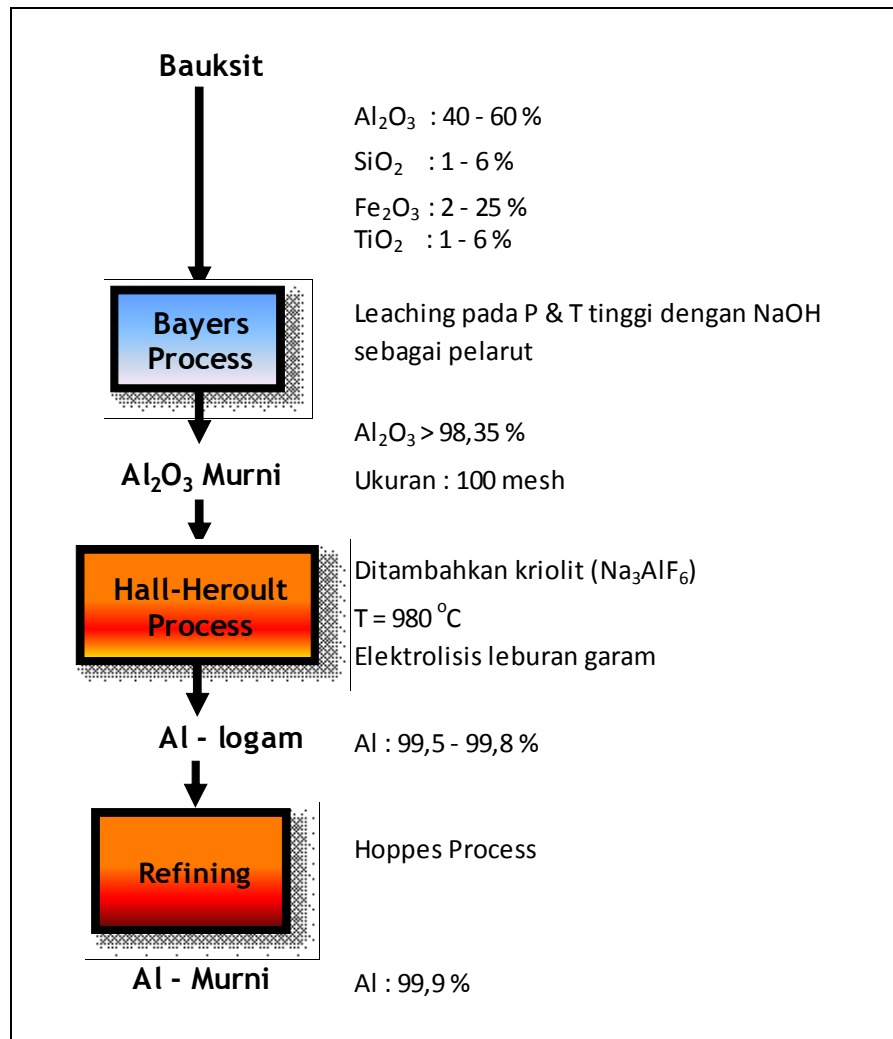 Bauksit
Al₂O₃ : 40 - 60 %
SiO₂ : 1 - 6 %
Fe₂O₃ : 2 - 25 %
TiO₂ : 1 - 6 %
Bayers
Process
Leaching pada P & T tinggi dengan NaOH
sebagai pelarut
Al₂O₃ > 98,35 %
Al₂O₃ Murni
Ukuran : 100 mesh
Hall-Heroult
Process
Ditambahkan kriolit (Na₃AlF₆)
T = 980 °C
Elektrolisis leburan garam
Al - logam
Al : 99,5 - 99,8 %
Refining
Hoppes Process
Al - Murni
Al : 99,9 %